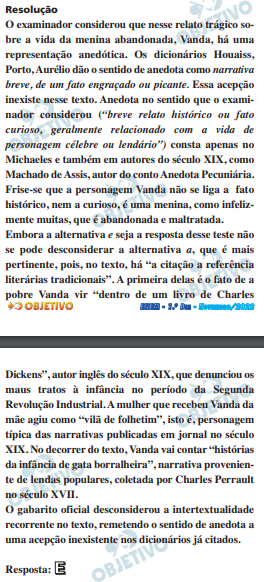 Resolução
O examinador considerou que nesse relato trágico so-
bre a vida da menina abandonada, Vanda, há uma
representação anedótica. Os dicionários Houaiss,
Porto, Aurélio dão o sentido de anedota como narrativa
breve, de um fato engraçado ou picante. Essa acepção
inexiste nesse texto. Anedota no sentido que o exami-
nador considerou (“breve relato histórico ou fato
curioso, geralmente relacionado com a vida de
personagem célebre ou lendário”) consta apenas no
Michaeles e também em autores do século XIX, como
Machado de Assis, autor do conto Anedota Pecuniária.
Frise-se que a personagem Vanda não se liga a fato
histórico, nem a curioso, é uma menina, como infeliz-
mente muitas, que é abandonada e maltratada.
Embora a alternativa e seja a resposta desse teste não
se pode desconsiderar a alternativa a, que é mais
pertinente, pois, no texto, há “a citação a referência
literárias tradicionais”. A primeira delas é o fato de a
pobre Vanda vir “dentro de um livro de Charles
OBJETIVO ENEM - 1.º Dia - Novembro/2022
Dickens”, autor inglês do século XIX, que denunciou os
maus tratos à infância no período da Segunda
Revolução Industrial. A mulher que recebeu Vanda da
mãe agiu como “vilã de folhetim”, isto é, personagem
típica das narrativas publicadas em jornal no século
XIX. No decorrer do texto, Vanda vai contar “histórias
da infância de gata borralheira”, narrativa provenien-
te de lendas populares, coletada por Charles Perrault
no século XVII.
O gabarito oficial desconsiderou a intertextualidade
recorrente no texto, remetendo o sentido de anedota a
uma acepção inexistente nos dicionários já citados.
Resposta: E